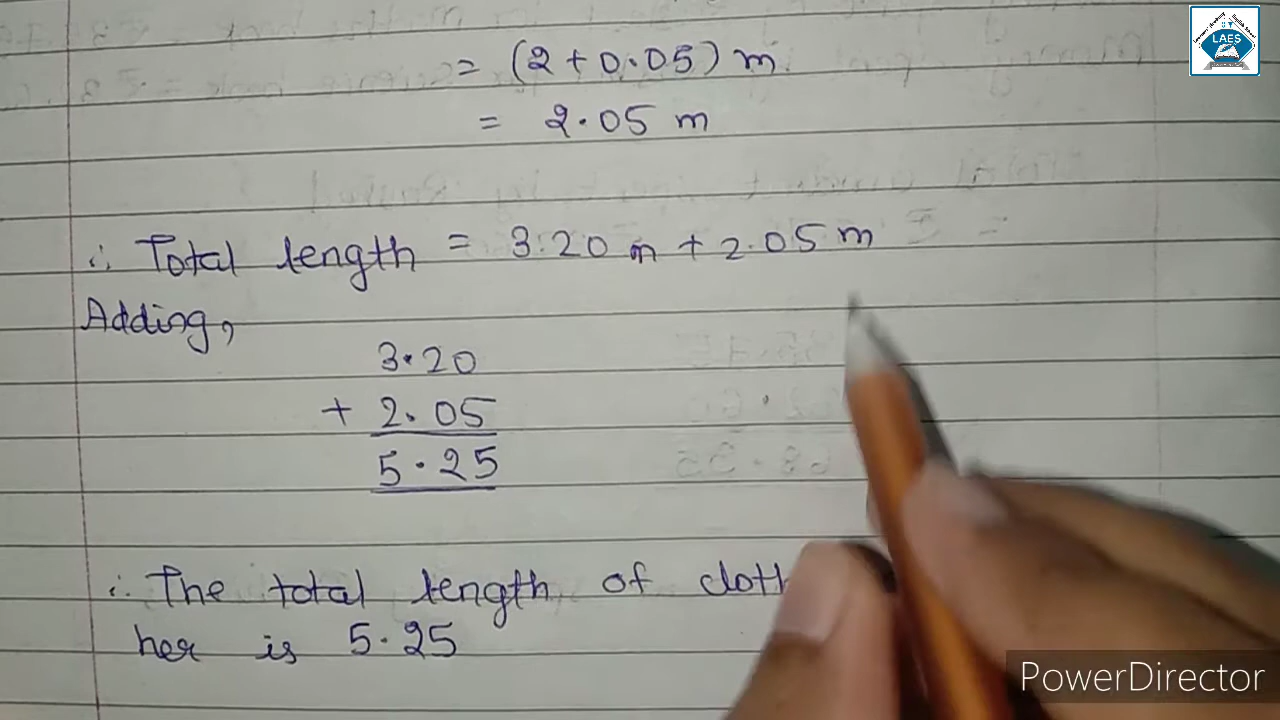 = (2+0.05) m.
= 2.05 m
∴ Total length = 3.20 m + 2.05 m
Adding,
3.20
+ 2.05
5.25
∴ The total length of cloth
her is 5.25
LAES
PowerDirector